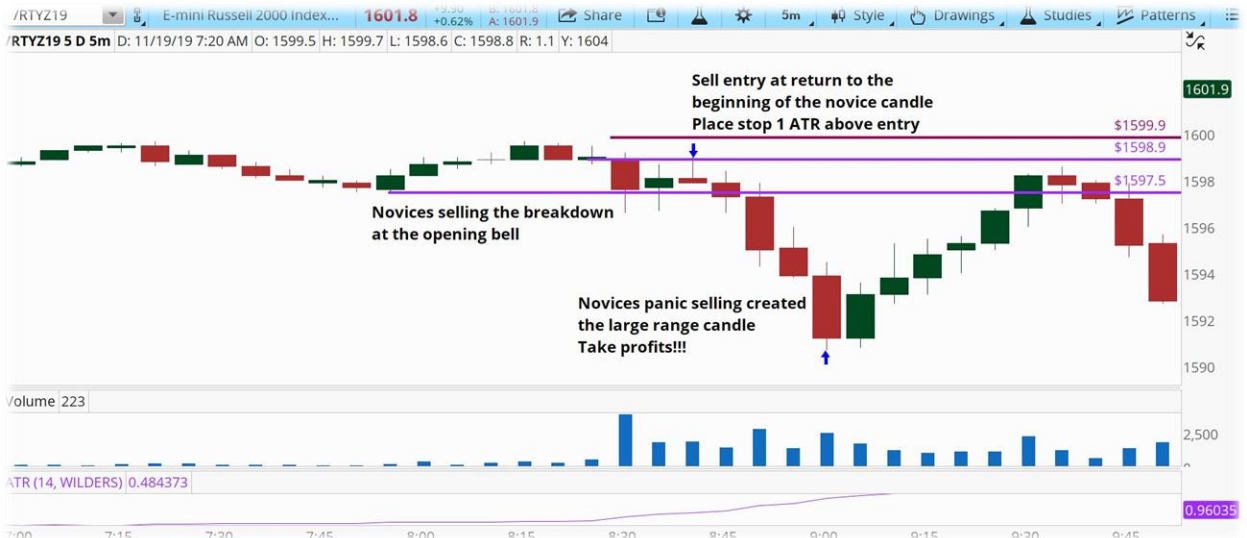 /RTYZ19 E-mini Russell 2000 Index... 1601.8 +0.62% A: 1601.9 Share 5m Style Drawings Studies Patterns
/RTYZ19 5 D 5m D: 11/19/19 7:20 AM O: 1599.5 H: 1599.7 L: 1598.6 C: 1598.8 R: 1.1 Y: 1604
Sell entry at return to the
beginning of the novice candle
Place stop 1 ATR above entry
1601.9
$1599.9
1600
$1598.9
$1597.5
1598
Novices selling the breakdown
at the opening bell
1596
1594
Novices panic selling created
the large range candle
Take profits!!!
1592
1590
Volume 223
2,500
ATR (14, WILDERS) 0.484373
0.96035
7:00 7:15 7:30 7:45 8:00 8:15 8:30 8:45 9:00 9:15 9:30 9:45